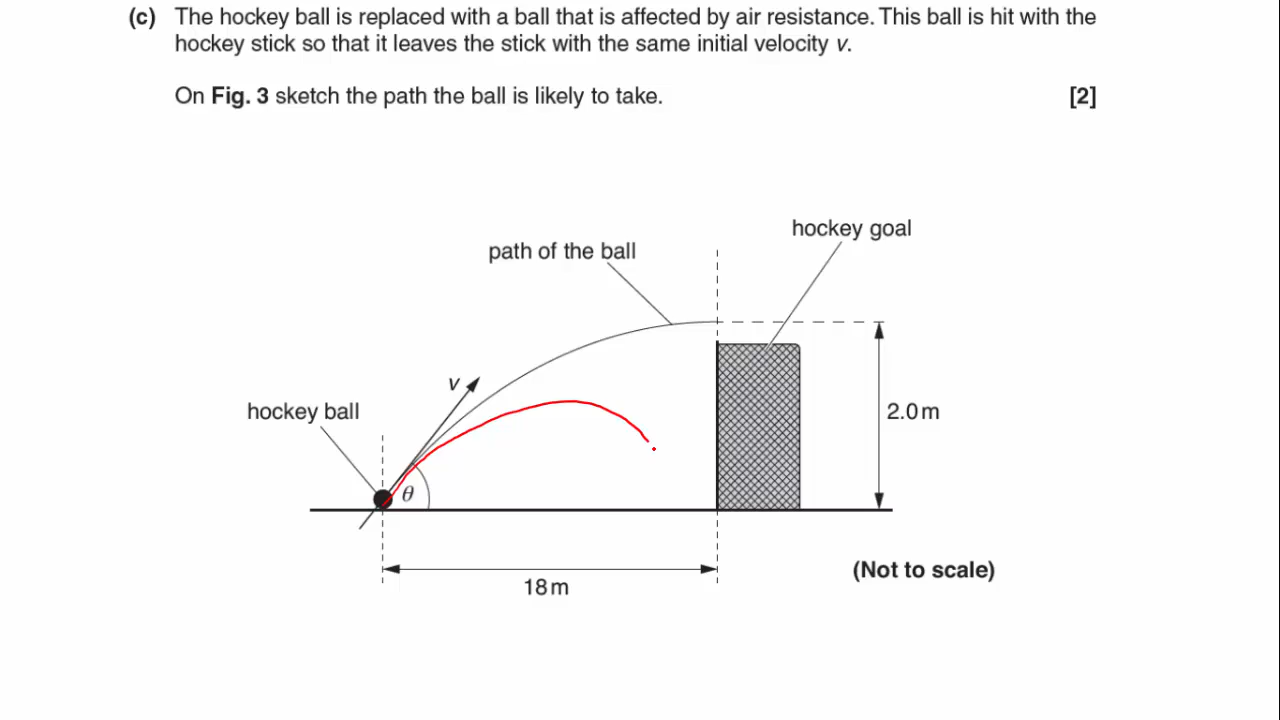 (c) The hockey ball is replaced with a ball that is affected by air resistance. This ball is hit with the
hockey stick so that it leaves the stick with the same initial velocity v.
On Fig. 3 sketch the path the ball is likely to take. [2]
hockey goal
path of the ball
v
hockey ball
2.0 m
θ
18 m
(Not to scale)